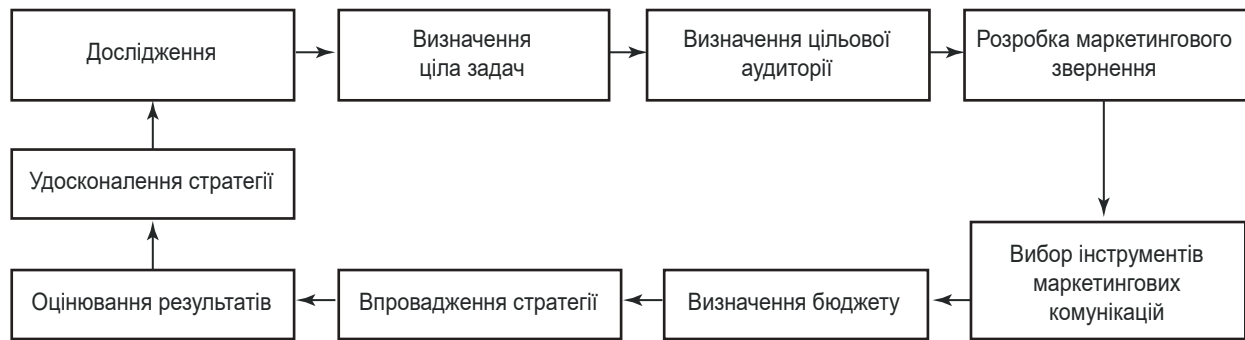 Дослідження
Визначення
ціла задач
Визначення цільової
аудиторії
Розробка маркетингового
звернення
Вибор інструментів
маркетингових
комунікацій
Визначення бюджету
Впровадження стратегії
Оцінювання результатів
Удосконалення стратегії